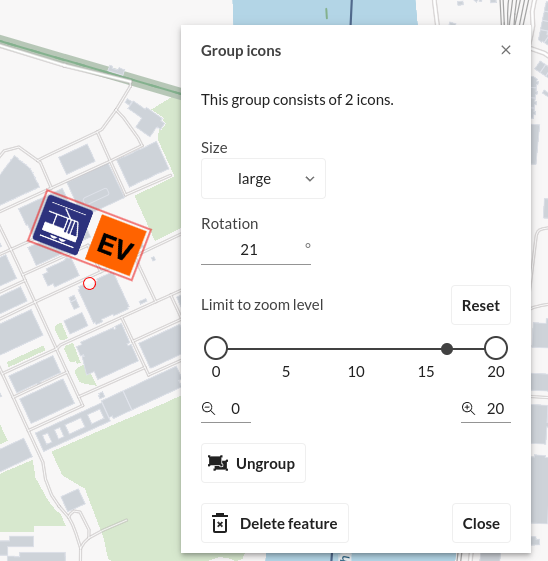 Group icons
This group consists of 2 icons.
Size
large
Rotation
21 °
Limit to zoom level
Reset
0 5 10 15 20
0 20
Ungroup
Delete feature
Close
EV